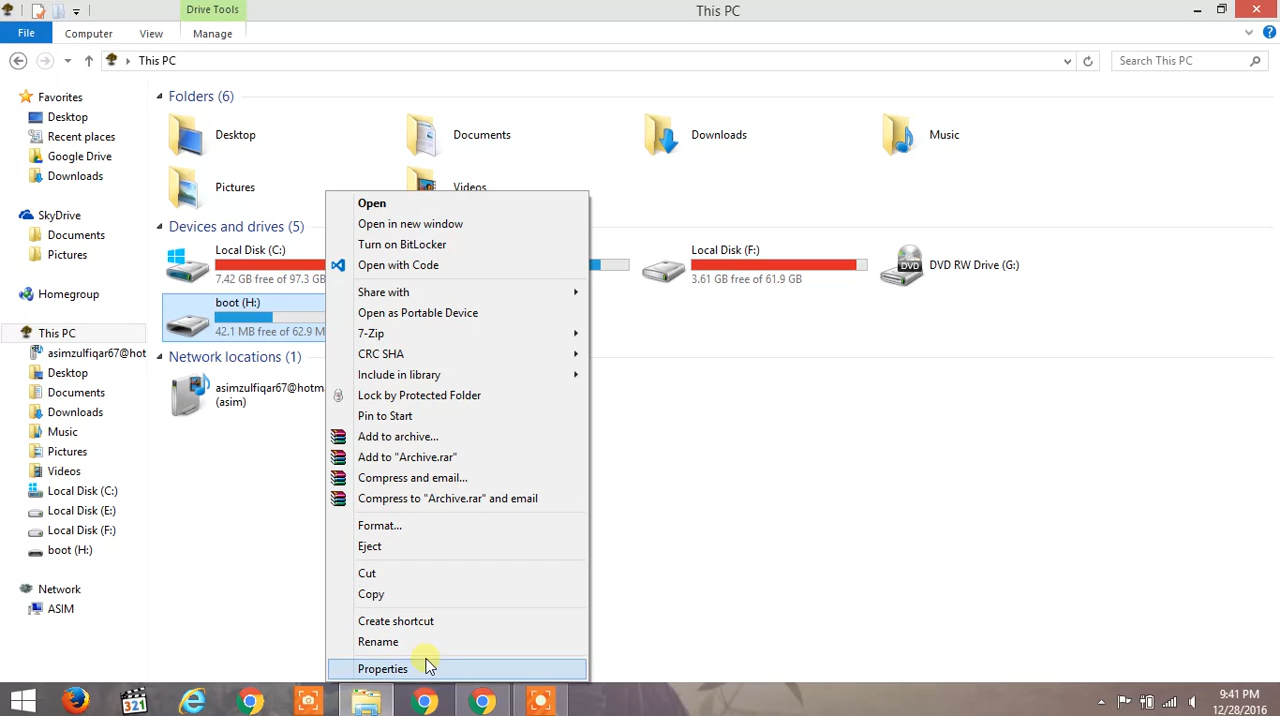 Drive Tools
This PC
File
Computer
View
Manage
This PC
Search This PC
Favorites
Desktop
Recent places
Google Drive
Downloads
SkyDrive
Documents
Pictures
Homegroup
This PC
asimzulfiqar67@hot
Desktop
Documents
Downloads
Music
Pictures
Videos
Local Disk (C:)
Local Disk (E:)
Local Disk (F:)
boot (H:)
Network
ASIM
Folders (6)
Desktop
Documents
Downloads
Music
Pictures
Videos
Devices and drives (5)
Local Disk (C:)
7.42 GB free of 97.3 G
Local Disk (F:)
3.61 GB free of 61.9 G
DVD
DVD RW Drive (G:)
boot (H:)
42.1 MB free of 62.9 M
Network locations (1)
asimzulfiqar67@hotma
(asim)
Open
Open in new window
Turn on BitLocker
Open with Code
Share with
Open as Portable Device
7-Zip
CRC SHA
Include in library
Lock by Protected Folder
Pin to Start
Add to archive...
Add to "Archive.rar"
Compress and email...
Compress to "Archive.rar" and email
Format...
Eject
Cut
Copy
Create shortcut
Rename
Properties
321
9:41 PM
12/28/2016